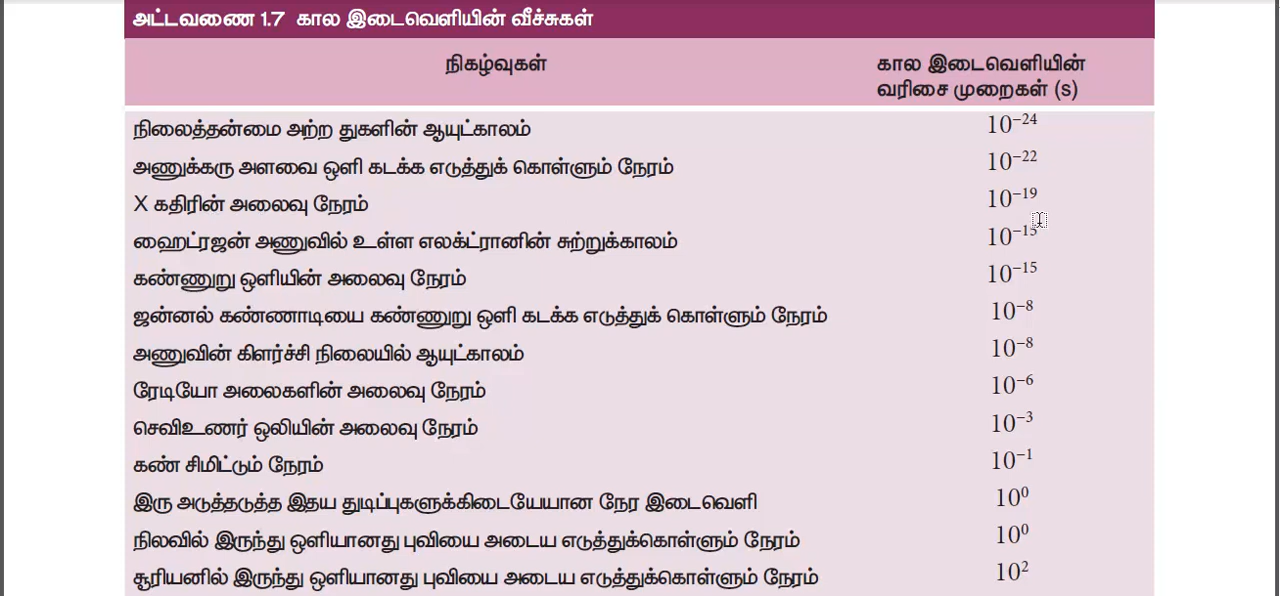 அட்டவணை 1.7 கால இடைவெளியின் வீச்சுகள்
நிகழ்வுகள் கால இடைவெளியின் வரிசை முறைகள் (s)
நிலைத்தன்மை அற்ற துகளின் ஆயுட்காலம் 10⁻²⁴
அணுக்கரு அளவை ஒளி கடக்க எடுத்துக் கொள்ளும் நேரம் 10⁻²²
X கதிரின் அலைவு நேரம் 10⁻¹⁹
ஹைட்ரஜன் அணுவில் உள்ள எலக்ட்ரானின் சுற்றுக்காலம் 10⁻¹⁵
கண்ணுறு ஒளியின் அலைவு நேரம் 10⁻¹⁵
ஜன்னல் கண்ணாடியை கண்ணுறு ஒளி கடக்க எடுத்துக் கொள்ளும் நேரம் 10⁻⁸
அணுவின் கிளர்ச்சி நிலையில் ஆயுட்காலம் 10⁻⁸
ரேடியோ அலைகளின் அலைவு நேரம் 10⁻⁶
செவிஉணர் ஒலியின் அலைவு நேரம் 10⁻³
கண் சிமிட்டும் நேரம் 10⁻¹
இரு அடுத்தடுத்த இதய துடிப்புகளுக்கிடையேயான நேர இடைவெளி 10⁰
நிலவில் இருந்து ஒளியானது புவியை அடைய எடுத்துக்கொள்ளும் நேரம் 10⁰
சூரியனில் இருந்து ஒளியானது புவியை அடைய எடுத்துக்கொள்ளும் நேரம் 10²